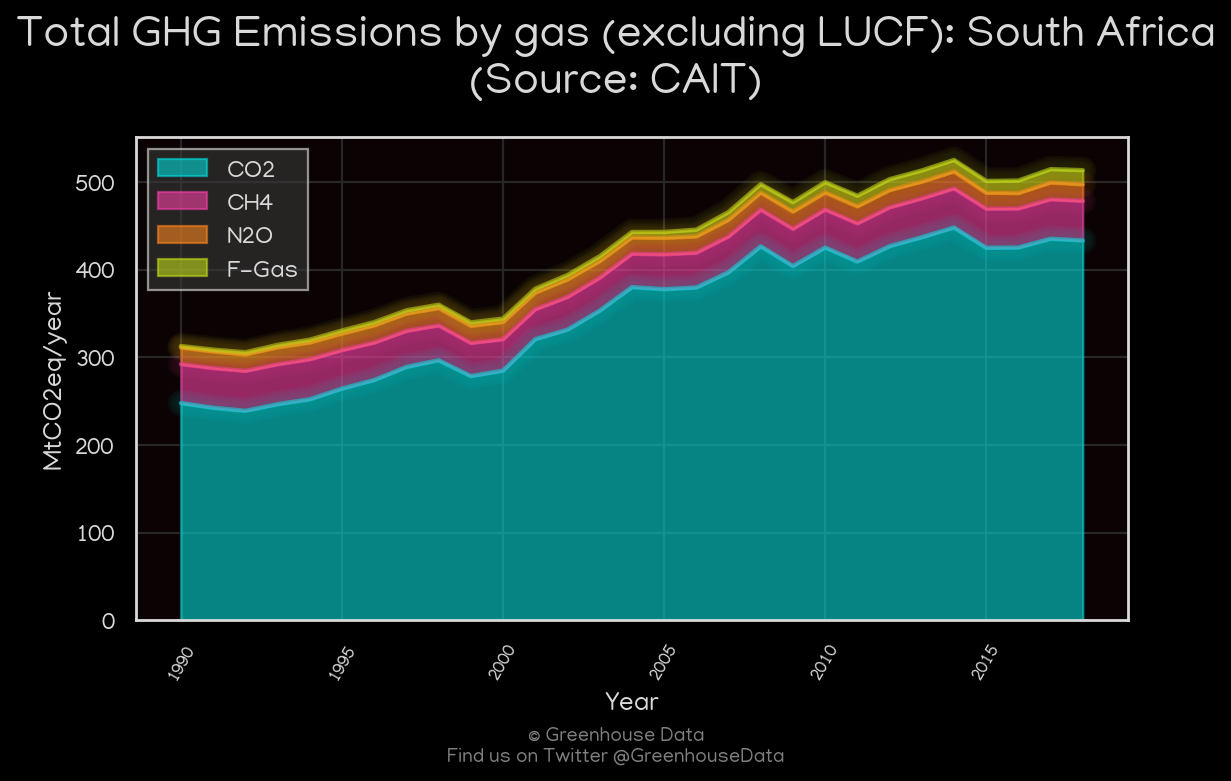 Total GHG Emissions by gas (excluding LUCF): South Africa
(Source: CAIT)
CO2
CH4
N2O
F-Gas
500
400
300
200
100
0
MtCO2eq/year
1990
1995
2000
2005
2010
2015
Year
© Greenhouse Data
Find us on Twitter @GreenhouseData